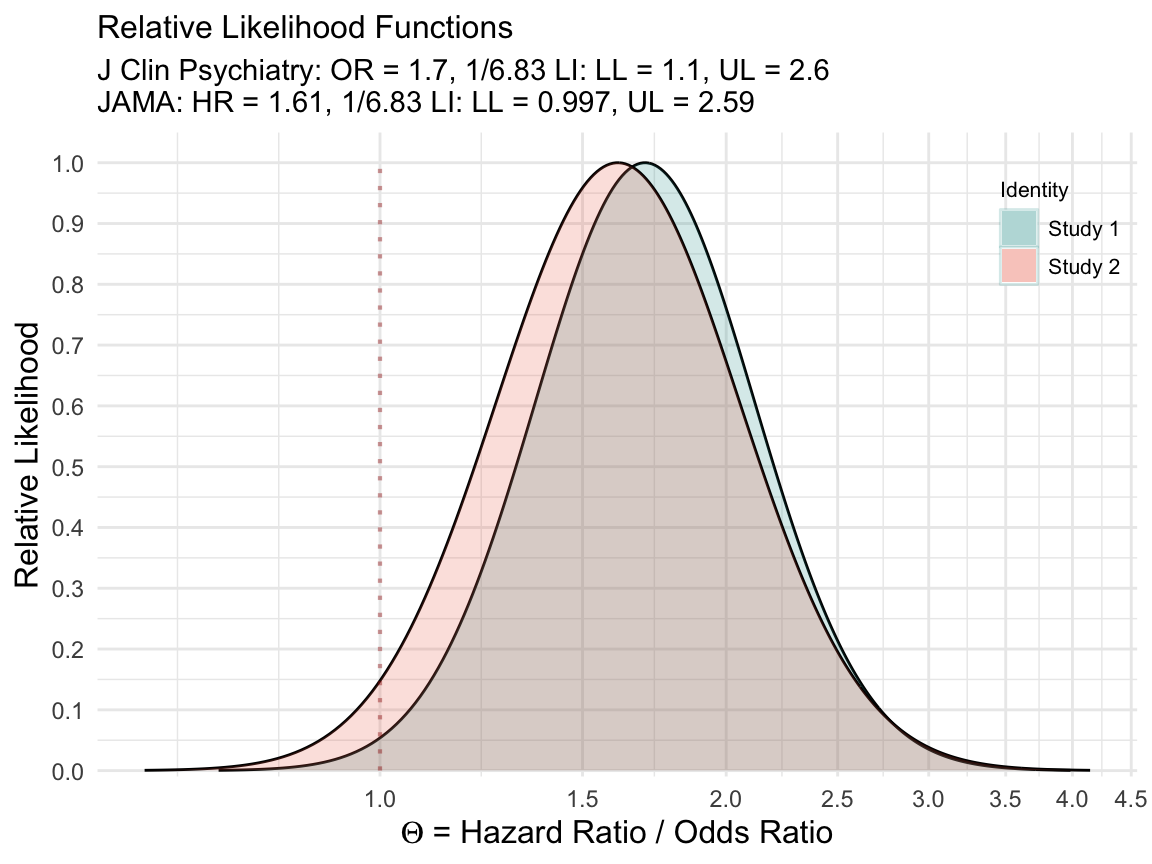 Relative Likelihood Functions
J Clin Psychiatry: OR = 1.7, 1/6.83 LI: LL = 1.1, UL = 2.6
JAMA: HR = 1.61, 1/6.83 LI: LL = 0.997, UL = 2.59
Relative Likelihood
1.0
0.9
0.8
0.7
0.6
0.5
0.4
0.3
0.2
0.1
0.0
Identity
Study 1
Study 2
1.0 1.5 2.0 2.5 3.0 3.5 4.0 4.5
Θ = Hazard Ratio / Odds Ratio